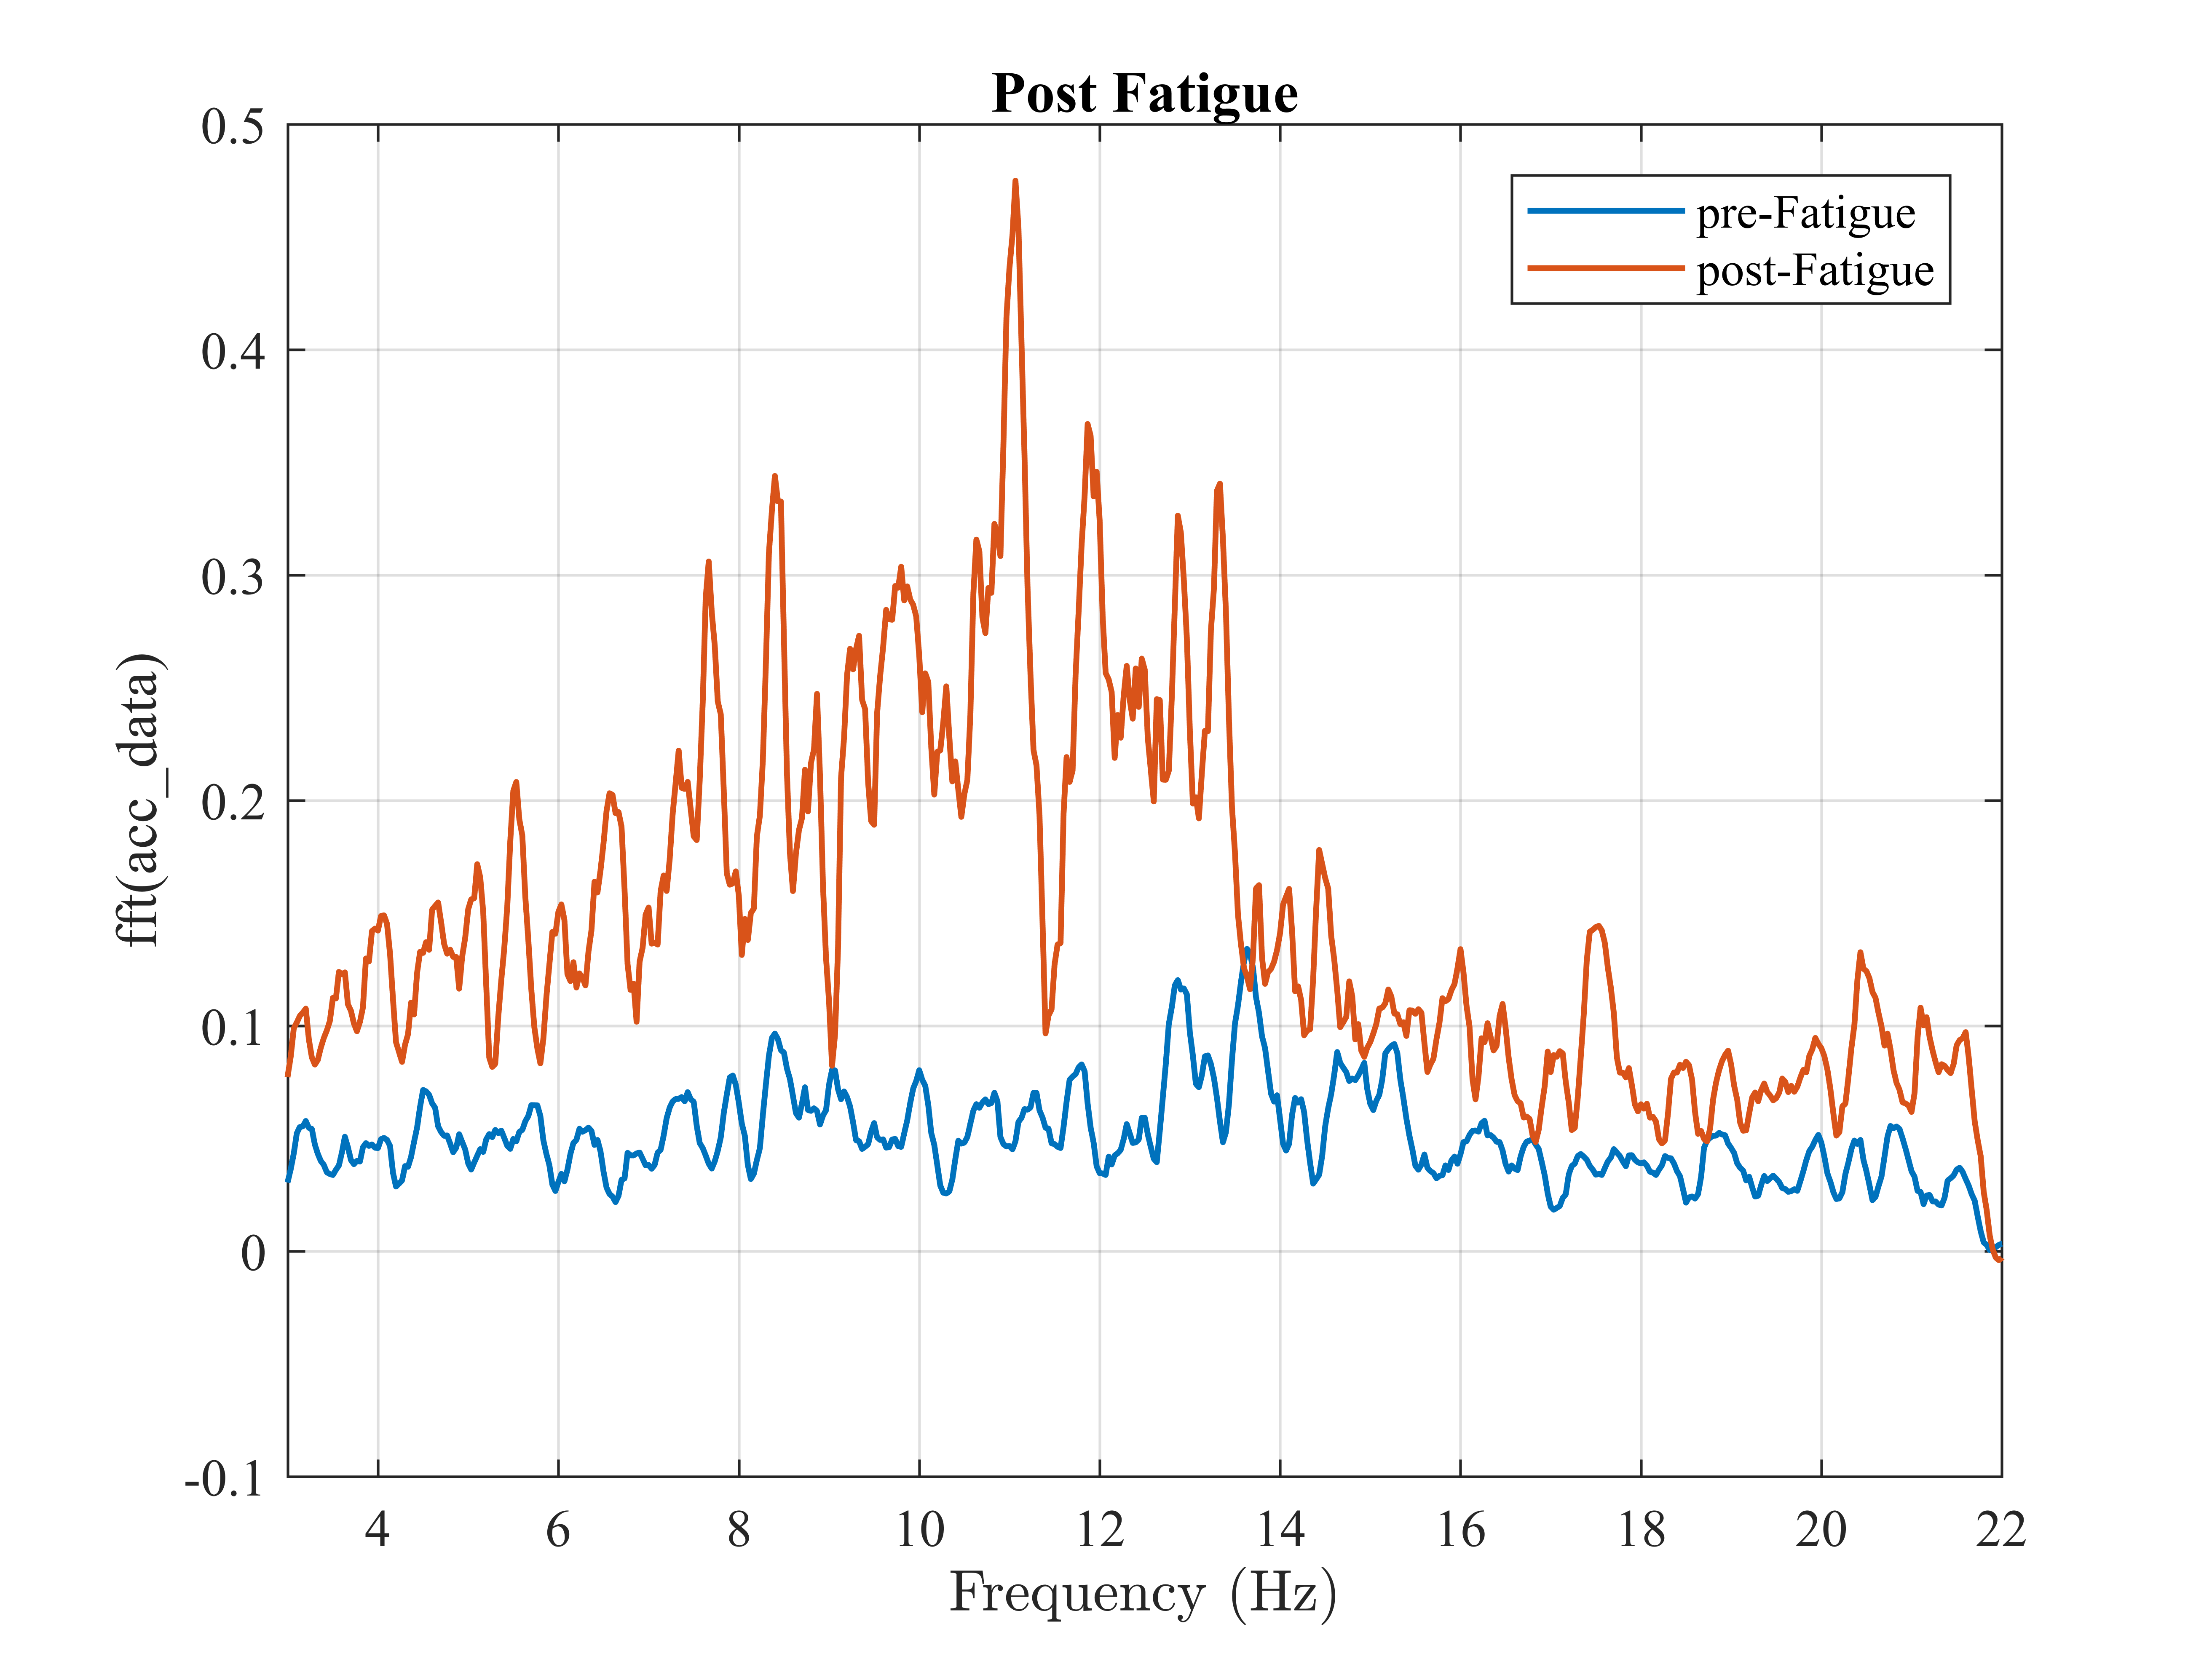 Post Fatigue
pre-Fatigue
post-Fatigue
0.5
0.4
0.3
0.2
0.1
0
-0.1
fft(acc_data)
4 6 8 10 12 14 16 18 20 22
Frequency (Hz)